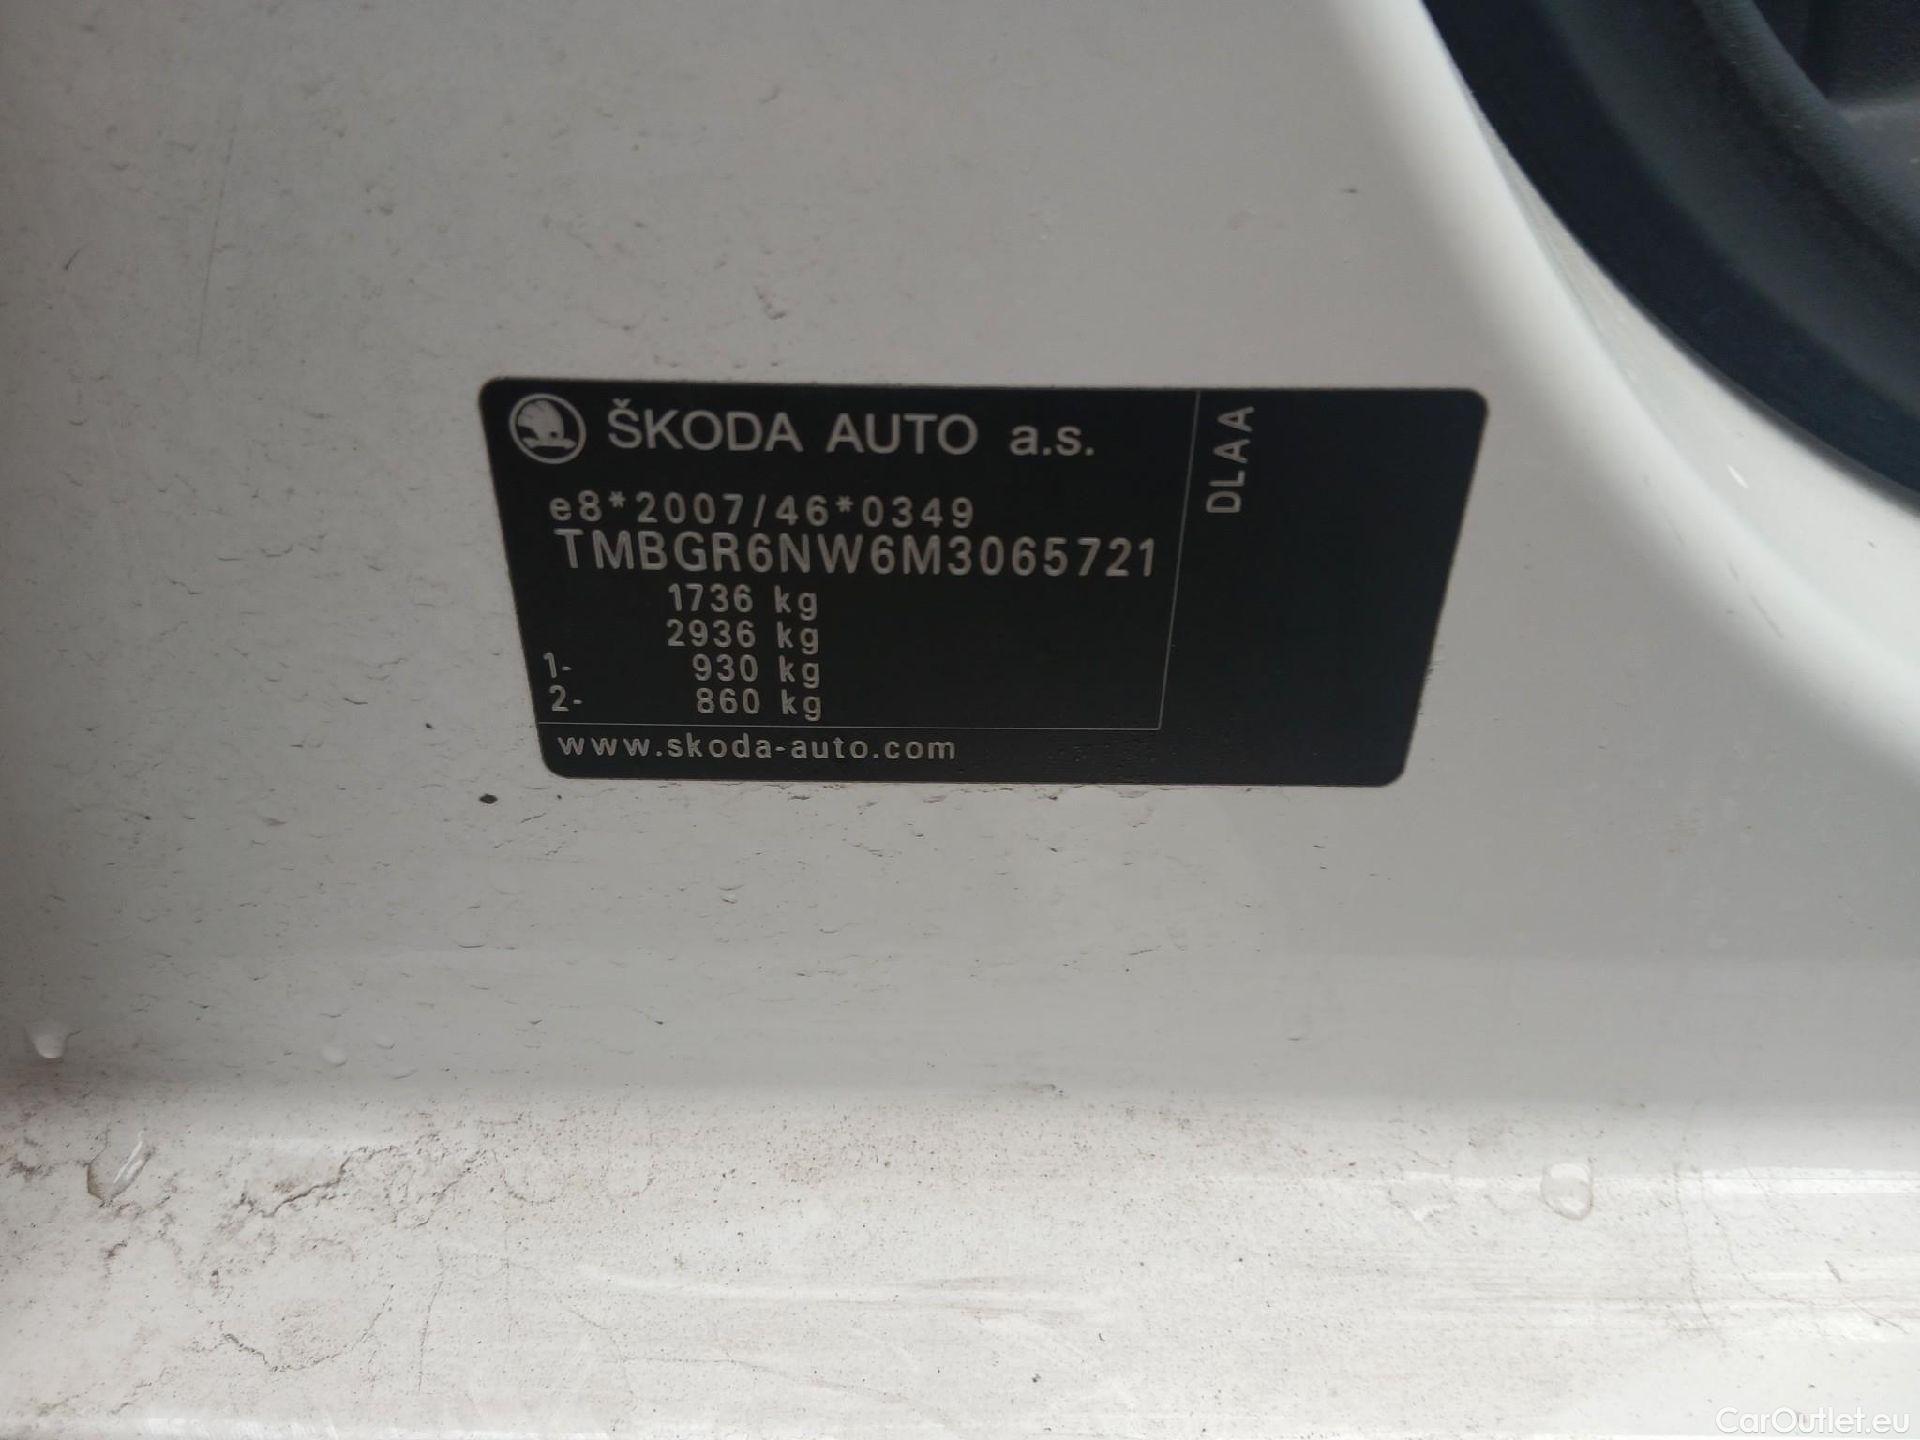 ŠKODA AUTO a.s.
e8*2007/46*0349
TMBGR6NW6M3065721
1736 kg
2936 kg
1- 930 kg
2- 860 kg
www.skoda-auto.com
DLAA
CarOutlet.eu